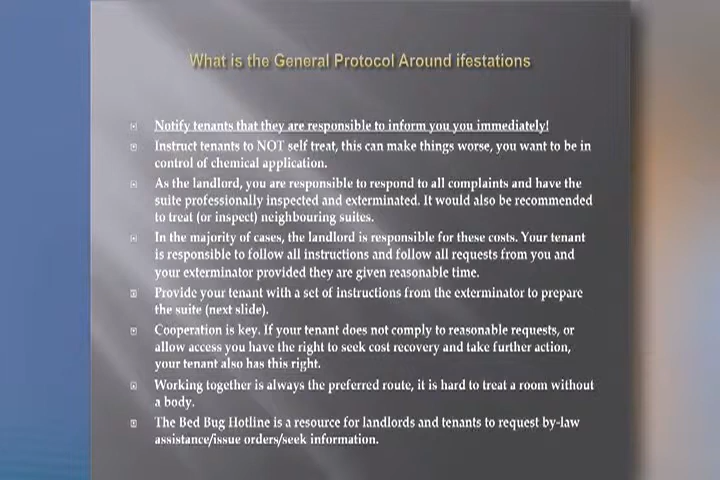 What is the General Protocol Around ifestations
Notify tenants that they are responsible to inform you you immediately!
Instruct tenants to NOT self treat, this can make things worse, you want to be in
control of chemical application.
As the landlord, you are responsible to respond to all complaints and have the
suite professionally inspected and exterminated. It would also be recommended
to treat (or inspect) neighbouring suites.
In the majority of cases, the landlord is responsible for these costs. Your tenant
is responsible to follow all instructions and follow all requests from you and
your exterminator provided they are given reasonable time.
Provide your tenant with a set of instructions from the exterminator to prepare
the suite (next slide).
Cooperation is key. If your tenant does not comply to reasonable requests, or
allow access you have the right to seek cost recovery and take further action,
your tenant also has this right.
Working together is always the preferred route, it is hard to treat a room without
a body.
The Bed Bug Hotline is a resource for landlords and tenants to request by-law
assistance/issue orders/seek information.